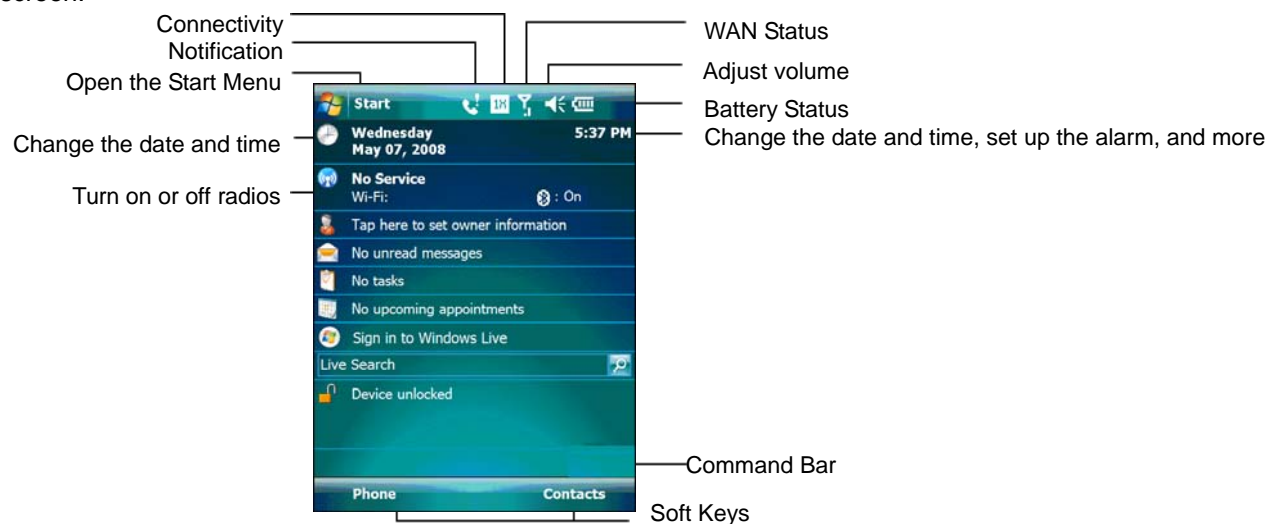 screen.
Connectivity
Notification
Open the Start Menu
Change the date and time
Turn on or off radios
WAN Status
Adjust volume
Battery Status
Change the date and time, set up the alarm, and more
Start
1X
Wednesday 5:37 PM
May 07, 2008
No Service
Wi-Fi: : On
Tap here to set owner information
No unread messages
No tasks
No upcoming appointments
Sign in to Windows Live
Live Search
Device unlocked
Phone Contacts
Command Bar
Soft Keys